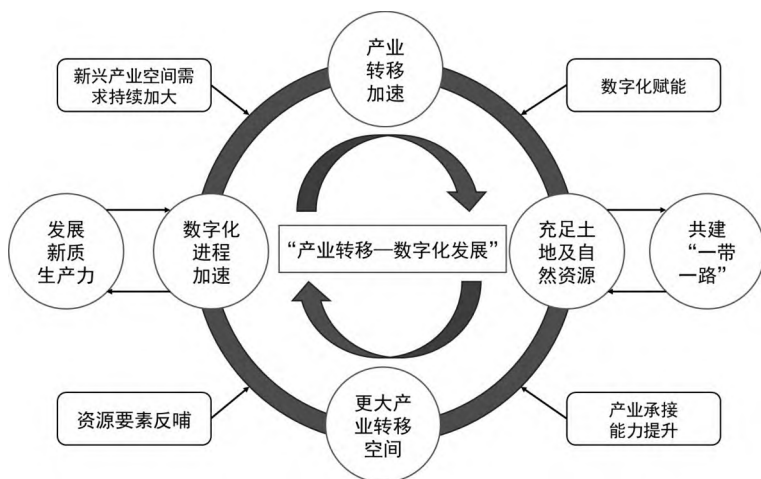 产业
转移
加速
新兴产业空间需
求持续加大
数字化赋能
发展
新质
生产力
数字化
进程
加速
“产业转移—数字化发展”
充足土
地及自
然资源
共建
“一带
一路”
资源要素反哺
更大产
业转移
空间
产业承接
能力提升